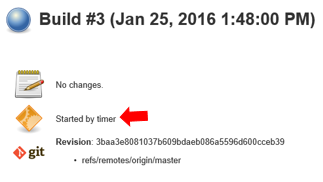 Build #3 (Jan 25, 2016 1:48:00 PM)
No changes.
Started by timer
Revision: 3baa3e8081037b609bdaeb086a5596d600cceb39
git
refs/remotes/origin/master